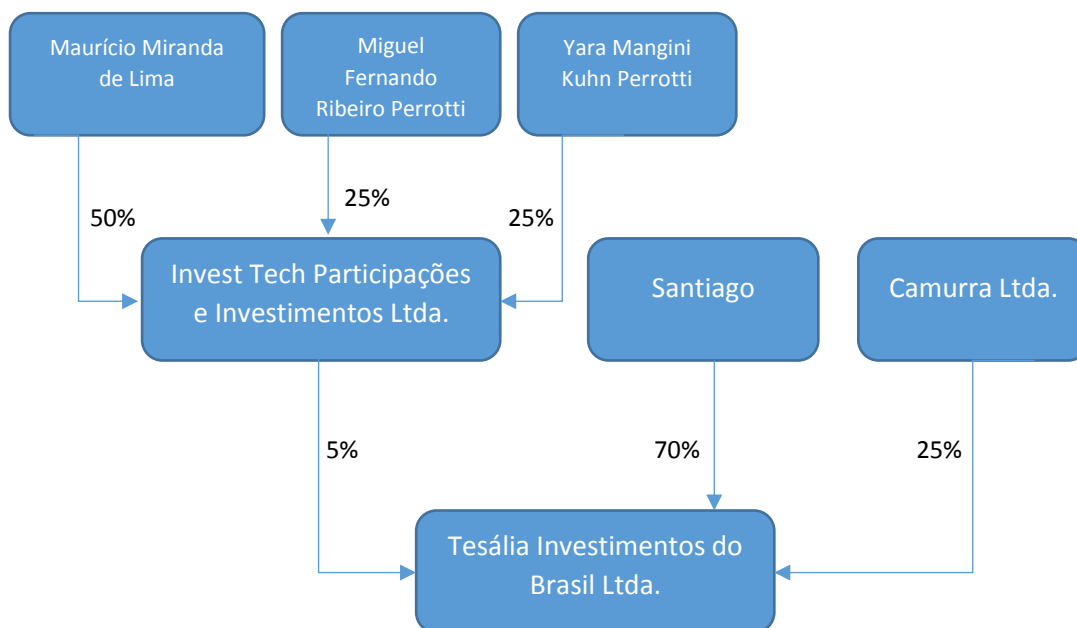 Maurício Miranda
de Lima
Miguel
Fernando
Ribeiro Perrotti
Yara Mangini
Kuhn Perrotti
50%
25%
25%
Invest Tech Participações
e Investimentos Ltda.
Santiago
Camurra Ltda.
5%
70%
25%
Tesália Investimentos do
Brasil Ltda.